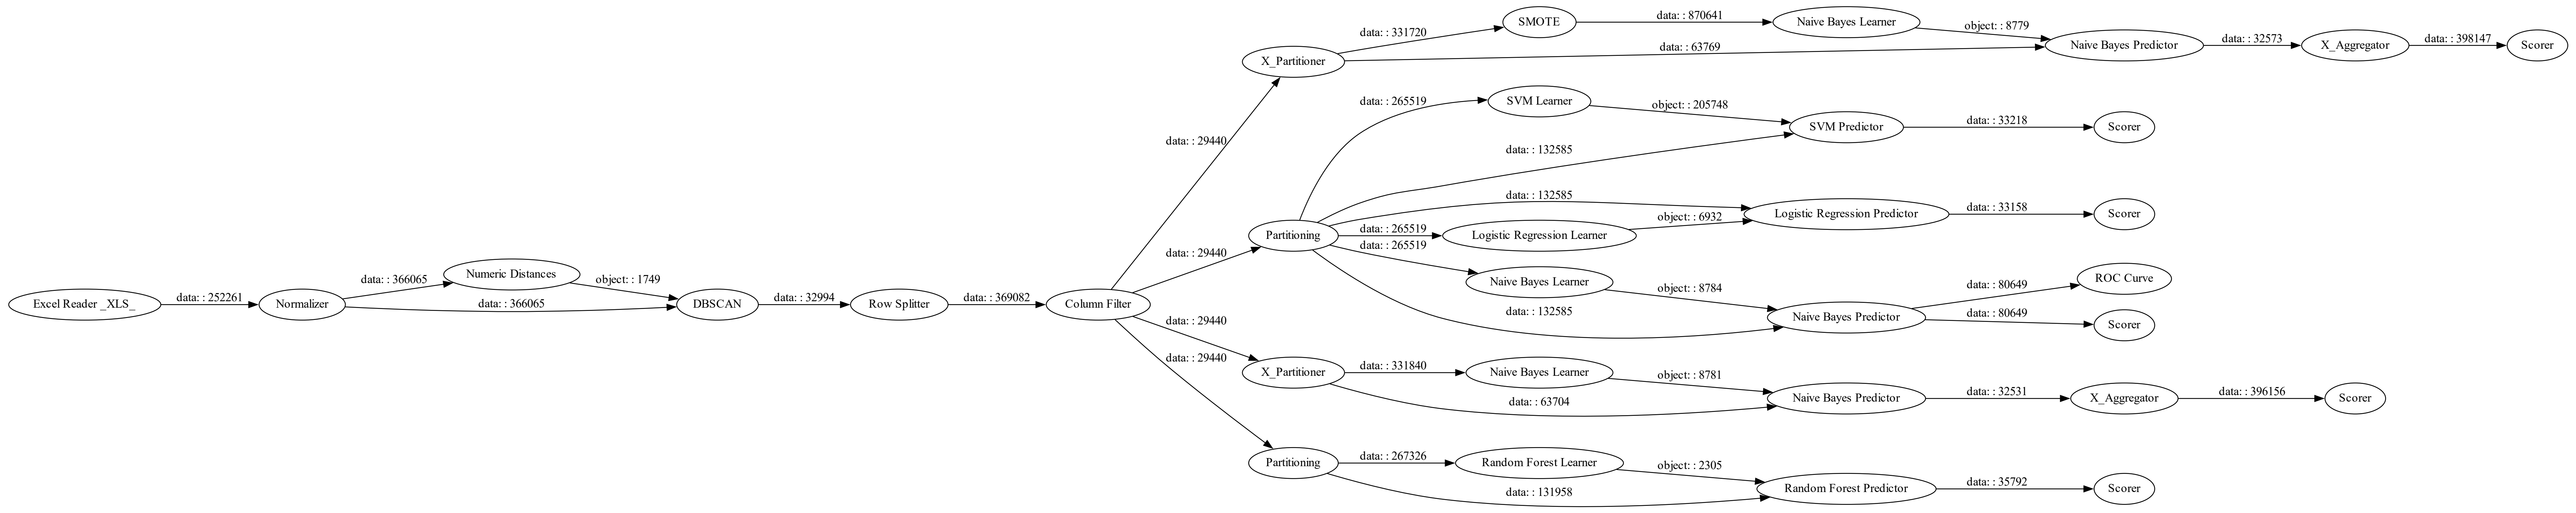 SMOTE
data: : 870641
Naive Bayes Learner
object: : 8779
data: : 331720
X_Partitioner
data: : 63769
Naive Bayes Predictor
data: : 32573
X_Aggregator
data: : 398147
Scorer
data: : 29440
data: : 265519
SVM Learner
object: : 205748
SVM Predictor
data: : 33218
Scorer
data: : 132585
data: : 132585
Logistic Regression Predictor
data: : 33158
Scorer
Partitioning
data: : 265519
Logistic Regression Learner
object: : 6932
data: : 265519
data: : 29440
Naive Bayes Learner
object: : 8784
data: : 132585
Naive Bayes Predictor
data: : 80649
ROC Curve
data: : 80649
Scorer
Excel Reader _XLS_
data: : 252261
Normalizer
data: : 366065
Numeric Distances
object: : 1749
data: : 366065
DBSCAN
data: : 32994
Row Splitter
data: : 369082
Column Filter
data: : 29440
X_Partitioner
data: : 331840
Naive Bayes Learner
object: : 8781
data: : 63704
Naive Bayes Predictor
data: : 32531
X_Aggregator
data: : 396156
Scorer
data: : 29440
Partitioning
data: : 267326
Random Forest Learner
object: : 2305
data: : 131958
Random Forest Predictor
data: : 35792
Scorer